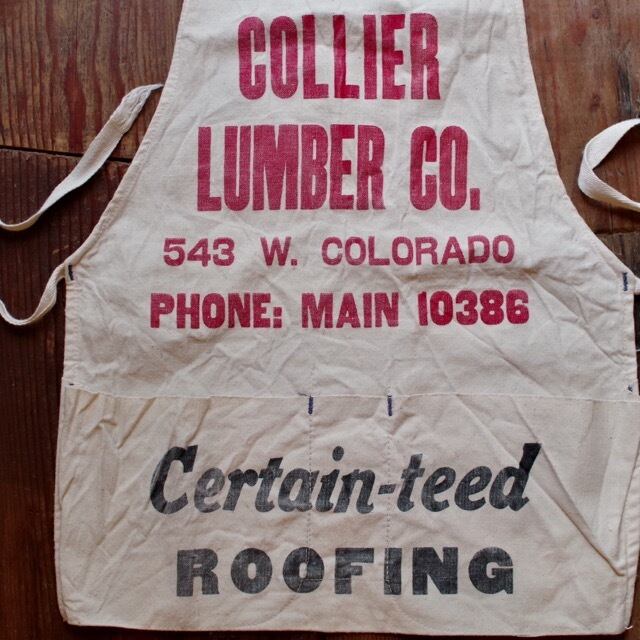 COLLIER
LUMBER CO.
543 W. COLORADO
PHONE: MAIN 10386
Certain-teed
ROOFING